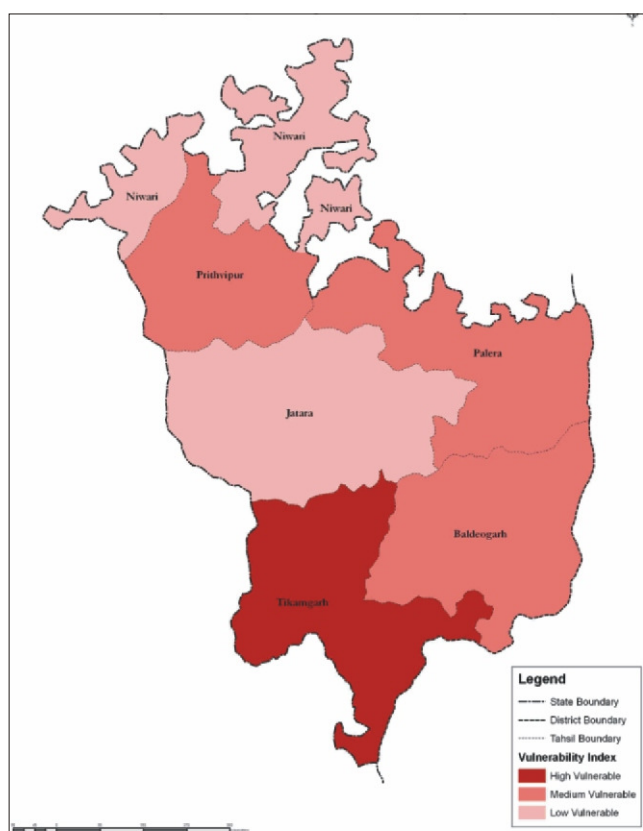 Niwari
Niwari
Niwari
Prithvipur
Palera
Jatara
Baldeogarh
Tikamgarh
Legend
State Boundary
District Boundary
Tahsil Boundary
Vulnerability Index
High Vulnerable
Medium Vulnerable
Low Vulnerable